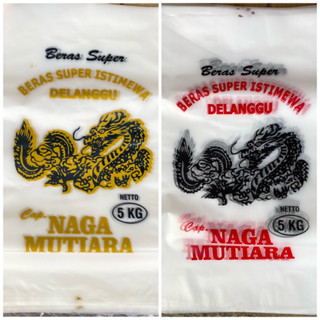 Beras Super
BERAS SUPER ISTIMEWA
DELANGGU
NETTO
5 KG
Cap.
NAGA
MUTIARA
Beras Super
BERAS SUPER ISTIMEWA
DELANGGU
NETTO
5 KG
Cap.
NAGA
MUTIARA